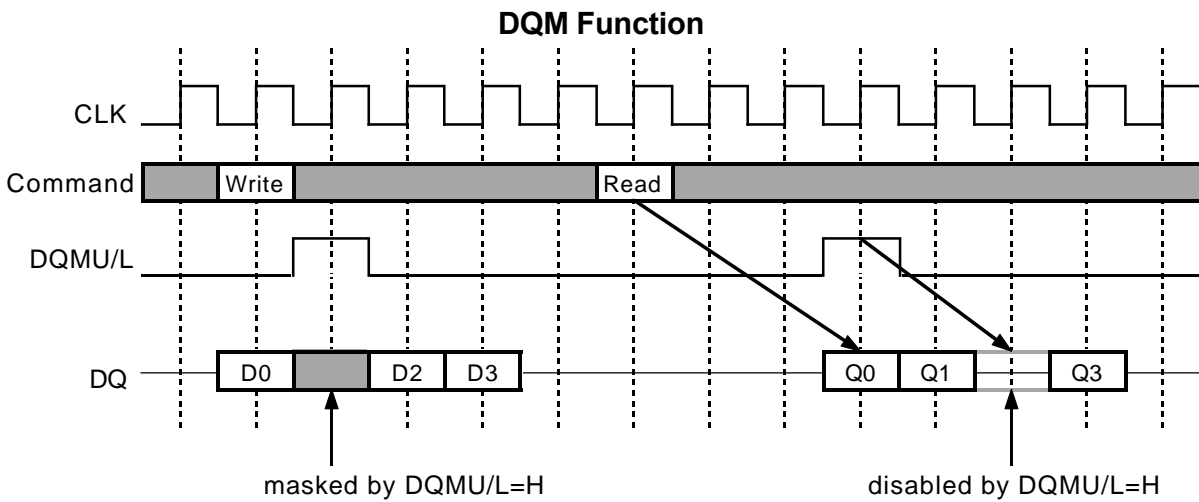 DQM Function
CLK
Command Write Read
DQMU/L
DQ D0 D2 D3 Q0 Q1 Q3
masked by DQMU/L=H disabled by DQMU/L=H